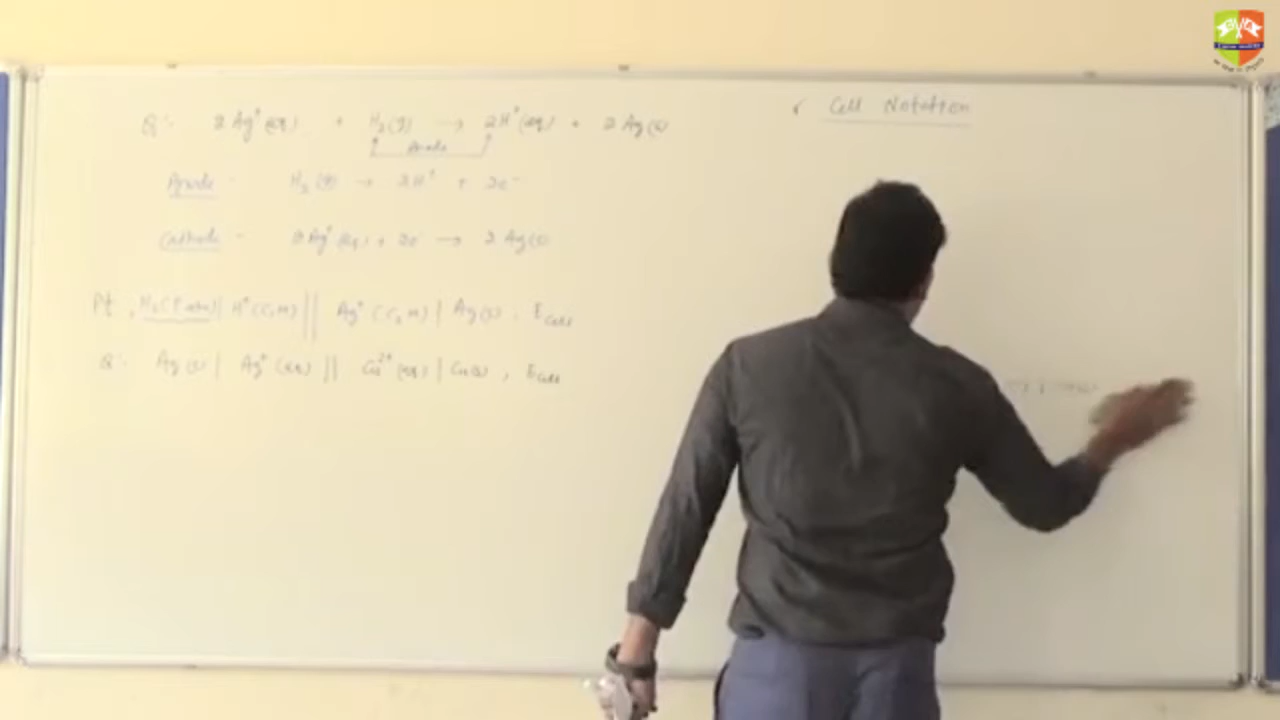 Q:- 2Ag⁺(aq) + H₂(g) → 2H⁺(aq) + 2Ag(s)
Anode
Anode - H₂(g) → 2H⁺ + 2e⁻
Cathode - 2Ag⁺(aq) + 2e⁻ → 2Ag(s)
Pt, H₂(P atm) | H⁺(C₁M) || Ag⁺(C₂M) | Ag(s), Ecell
Q:- Ag(s) | Ag⁺(aq) || Cu²⁺(aq) | Cu(s), Ecell
Cell Notation